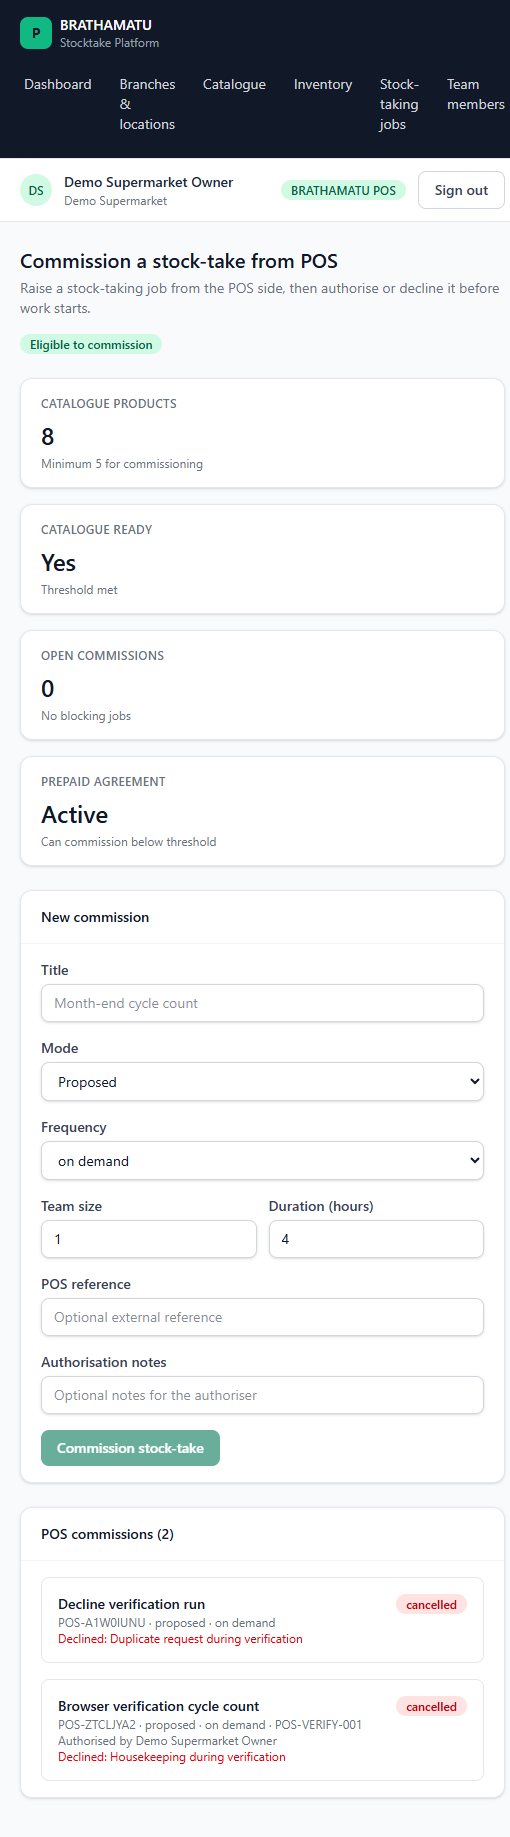 P
BRATHAMATU
Stocktake Platform
Dashboard
Branches
&
locations
Catalogue
Inventory
Stock-
taking
jobs
Team
members
DS
Demo Supermarket Owner
Demo Supermarket
BRATHAMATU POS
Sign out
Commission a stock-take from POS
Raise a stock-taking job from the POS side, then authorise or decline it before
work starts.
Eligible to commission
CATALOGUE PRODUCTS
8
Minimum 5 for commissioning
CATALOGUE READY
Yes
Threshold met
OPEN COMMISSIONS
0
No blocking jobs
PREPAID AGREEMENT
Active
Can commission below threshold
New commission
Title
Month-end cycle count
Mode
Proposed
Frequency
on demand
Team size
Duration (hours)
1
4
POS reference
Optional external reference
Authorisation notes
Optional notes for the authoriser
Commission stock-take
POS commissions (2)
Decline verification run
cancelled
POS-A1W0IUNU · proposed · on demand
Declined: Duplicate request during verification
Browser verification cycle count
cancelled
POS-ZTCLJYA2 · proposed · on demand · POS-VERIFY-001
Authorised by Demo Supermarket Owner
Declined: Housekeeping during verification